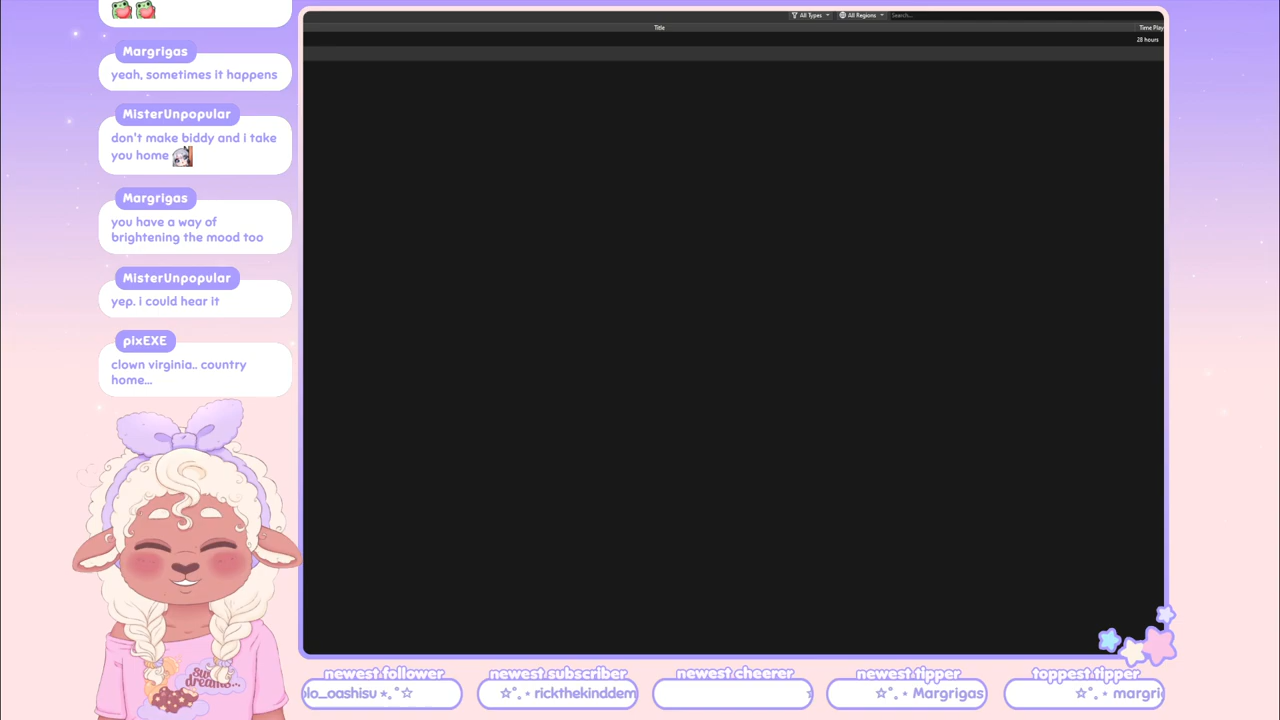 Margrigas
yeah, sometimes it happens
MisterUnpopular
don't make biddy and i take
you home
Margrigas
you have a way of
brightening the mood too
MisterUnpopular
yep. i could hear it
pixEXE
clown virginia.. country
home...
All Types
All Regions
Search...
Title
Time Play
28 hours
newest follower
newest subscriber
newest cheerer
newest tipper
toppest tipper
lo_oashisu ⋆.˚☆
☆˚. • rickthekinddem
☆˚. • Margrigas
☆˚. • margri